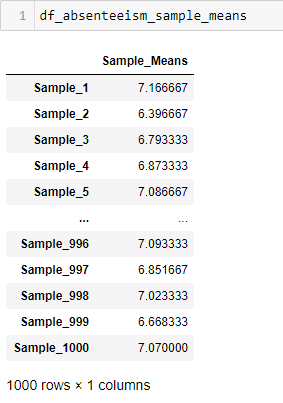 1 df_absenteeism_sample_means
Sample_Means
Sample_1 7.166667
Sample_2 6.396667
Sample_3 6.793333
Sample_4 6.873333
Sample_5 7.086667
... ...
Sample_996 7.093333
Sample_997 6.851667
Sample_998 7.023333
Sample_999 6.668333
Sample_1000 7.070000
1000 rows × 1 columns